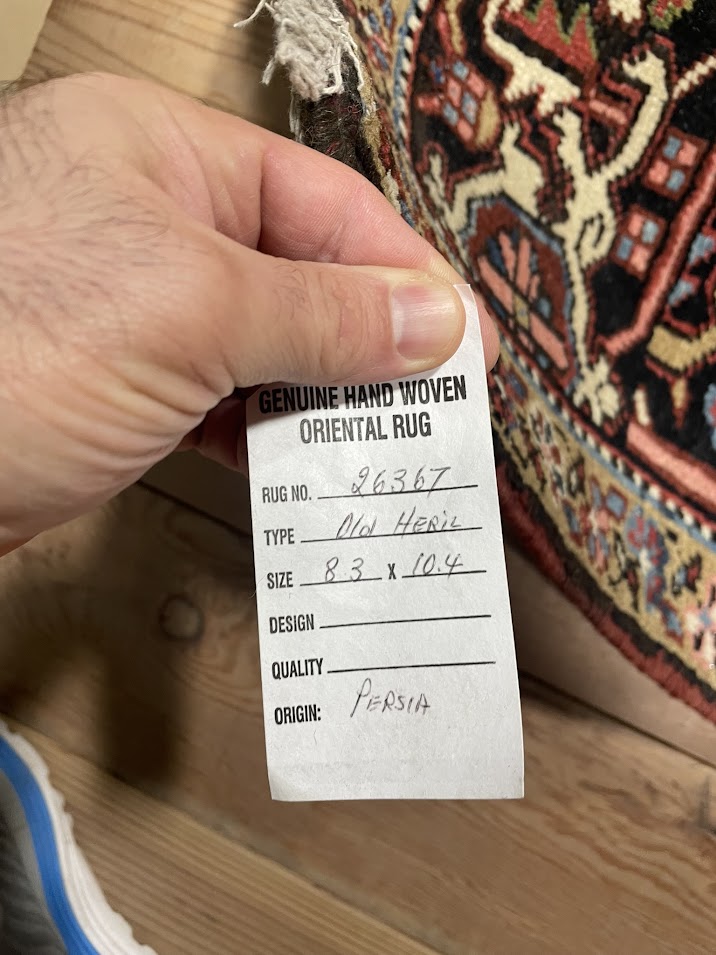 GENUINE HAND WOVEN
ORIENTAL RUG
RUG NO. 26367
TYPE Old HERIZ
SIZE 8.3 X 10.4
DESIGN
QUALITY
ORIGIN: PERSIA